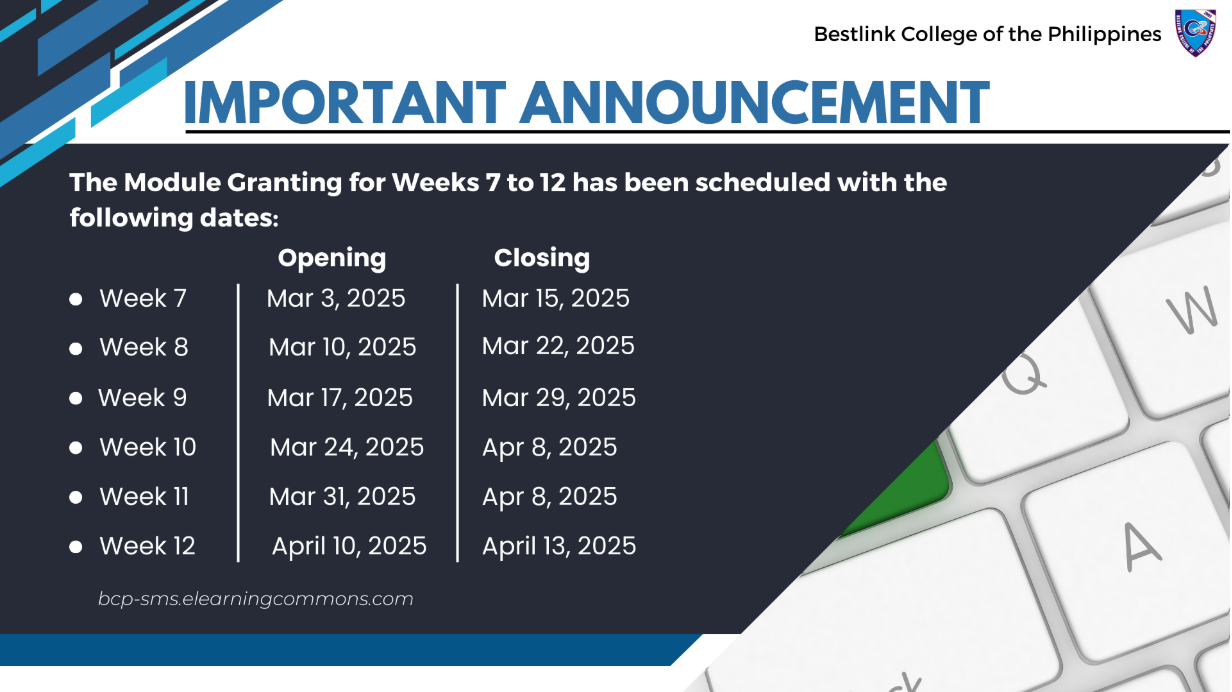 Bestlink College of the Philippines
IMPORTANT ANNOUNCEMENT
The Module Granting for Weeks 7 to 12 has been scheduled with the
following dates:
Opening Closing
Week 7 Mar 3, 2025 Mar 15, 2025
Week 8 Mar 10, 2025 Mar 22, 2025
Week 9 Mar 17, 2025 Mar 29, 2025
Week 10 Mar 24, 2025 Apr 8, 2025
Week 11 Mar 31, 2025 Apr 8, 2025
Week 12 April 10, 2025 April 13, 2025
bcp-sms.elearningcommons.com
W
Q
A